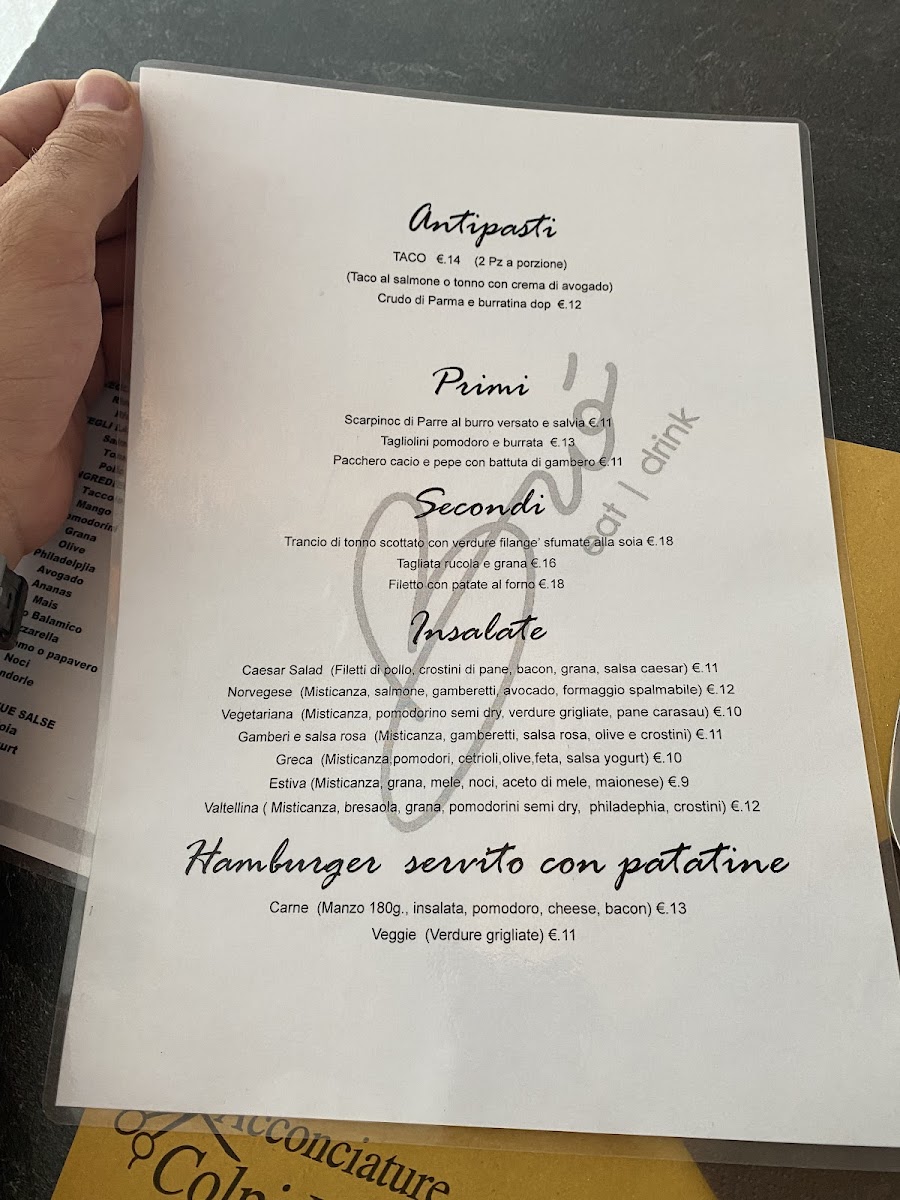 Antipasti
TACO €.14 (2 Pz a porzione)
(Taco al salmone o tonno con crema di avogado)
Crudo di Parma e burratina dop €.12
Primi
Scarpinoc di Parre al burro versato e salvia €.11
Tagliolini pomodoro e burrata €.13
Pacchero cacio e pepe con battuta di gambero €.11
Secondi
Trancio di tonno scottato con verdure filange' sfumate alla soia €.18
Tagliata rucola e grana €.16
Filetto con patate al forno €.18
Insalate
Caesar Salad (Filetti di pollo, crostini di pane, bacon, grana, salsa caesar) €.11
Norvegese (Misticanza, salmone, gamberetti, avocado, formaggio spalmabile) €.12
Vegetariana (Misticanza, pomodorino semi dry, verdure grigliate, pane carasau) €.10
Gamberi e salsa rosa (Misticanza, gamberetti, salsa rosa, olive e crostini) €.11
Greca (Misticanza,pomodori, cetrioli,olive,feta, salsa yogurt) €.10
Estiva (Misticanza, grana, mele, noci, aceto di mele, maionese) €.9
Valtellina ( Misticanza, bresaola, grana, pomodorini semi dry, philadephia, crostini) €.12
Hamburger servito con patatine
Carne (Manzo 180g., insalata, pomodoro, cheese, bacon) €.13
Veggie (Verdure grigliate) €.11
Bró
eat | drink
Mango
Grana
Olive
Philadolpjia
Avogado
Ananas
Mais
o Balamico
o papavero
Noci
SALSE
Acconciature